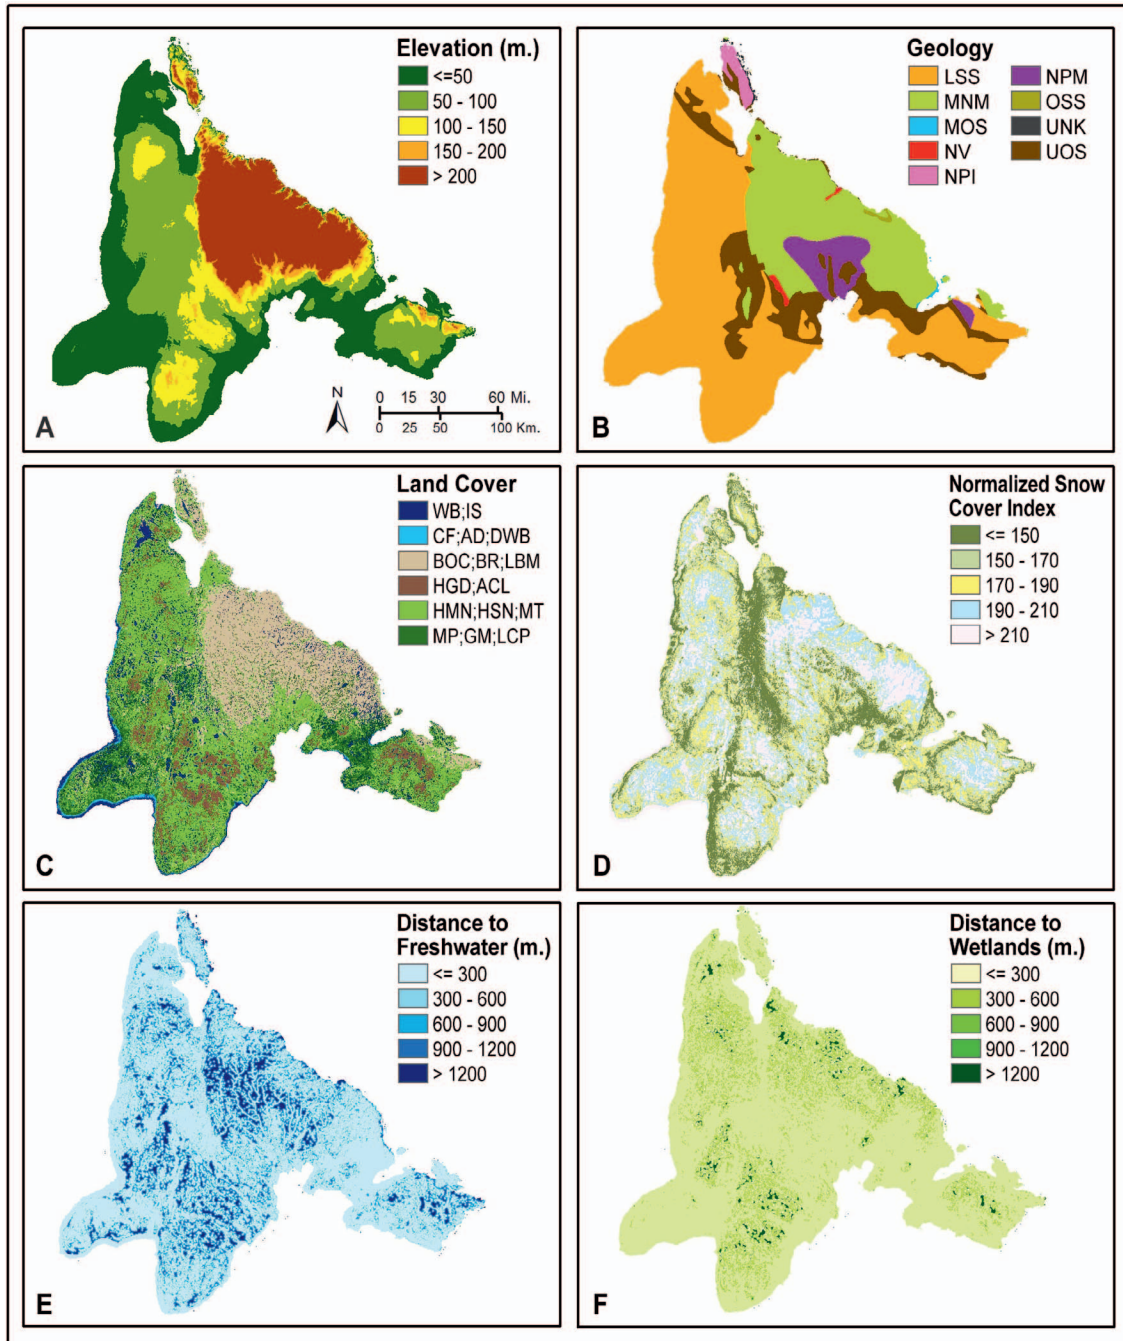 Elevation (m.)
<=50
50 - 100
100 - 150
150 - 200
> 200
N
0 15 30 60 Mi.
0 25 50 100 Km.
A
Geology
LSS
MNM
MOS
NV
NPI
NPM
OSS
UNK
UOS
B
Land Cover
WB;IS
CF;AD;DWB
BOC;BR;LBM
HGD;ACL
HMN;HSN;MT
MP;GM;LCP
C
Normalized Snow
Cover Index
<= 150
150 - 170
170 - 190
190 - 210
> 210
D
Distance to
Freshwater (m.)
<= 300
300 - 600
600 - 900
900 - 1200
> 1200
E
Distance to
Wetlands (m.)
<= 300
300 - 600
600 - 900
900 - 1200
> 1200
F